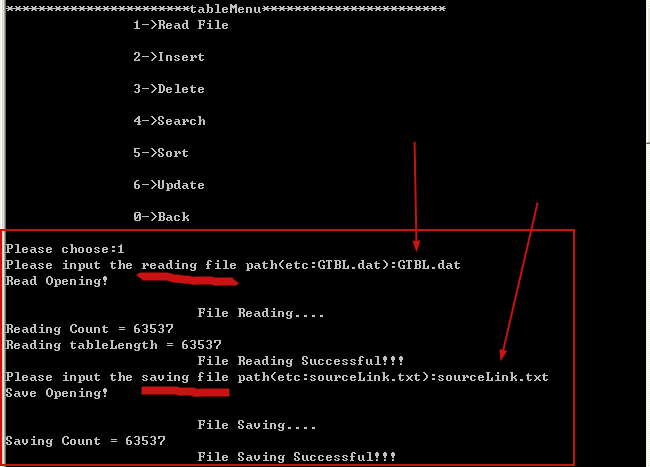 ***********************tableMenu***********************
1->Read File
2->Insert
3->Delete
4->Search
5->Sort
6->Update
0->Back
Please choose:1
Please input the reading file path(etc:GTBL.dat):GTBL.dat
Read Opening!
File Reading....
Reading Count = 63537
Reading tableLength = 63537
File Reading Successful!!!
Please input the saving file path(etc:sourceLink.txt):sourceLink.txt
Save Opening!
File Saving....
Saving Count = 63537
File Saving Successful!!!